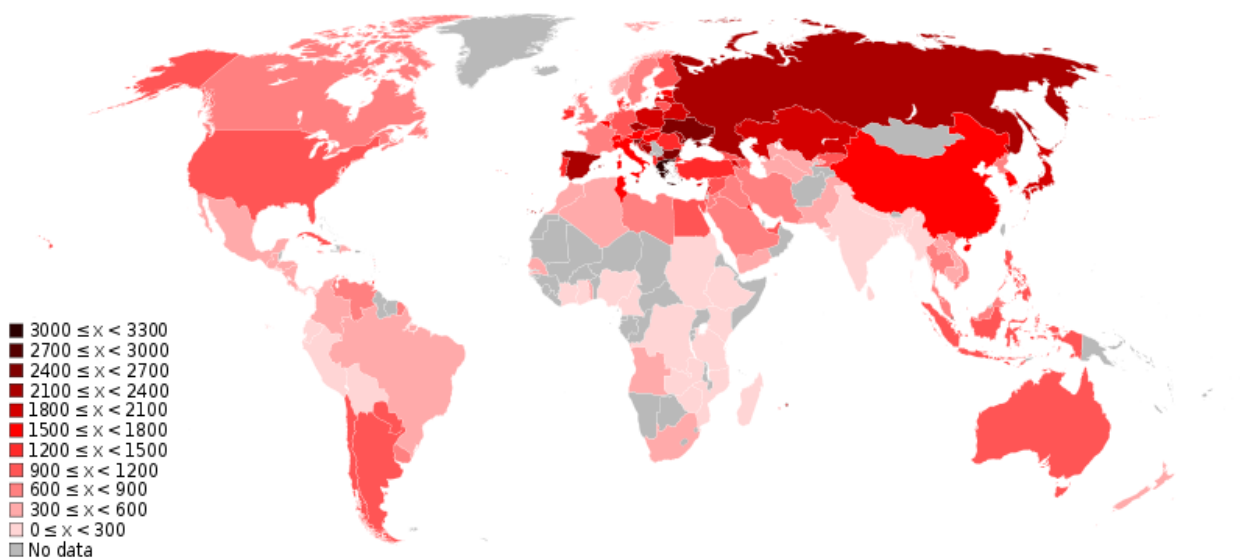 3000 ≤ x < 3300
2700 ≤ x < 3000
2400 ≤ x < 2700
2100 ≤ x < 2400
1800 ≤ x < 2100
1500 ≤ x < 1800
1200 ≤ x < 1500
900 ≤ x < 1200
600 ≤ x < 900
300 ≤ x < 600
0 ≤ x < 300
No data